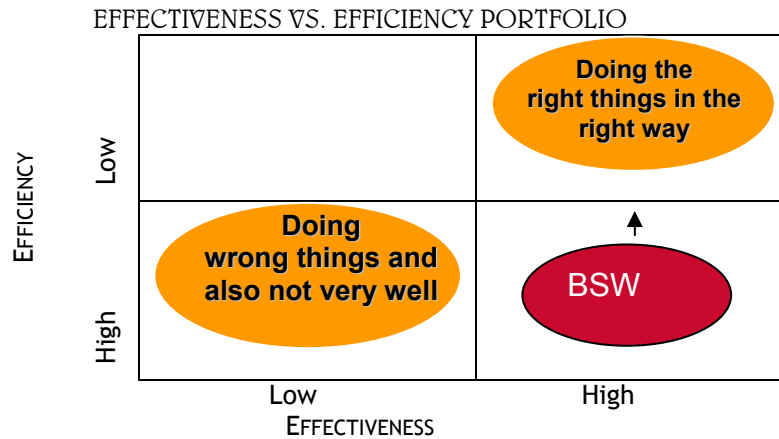 EFFECTIVENESS VS. EFFICIENCY PORTFOLIO
Doing the
right things in the
right way
Low
EFFICIENCY
Doing
wrong things and
also not very well
BSW
High
Low
High
EFFECTIVENESS